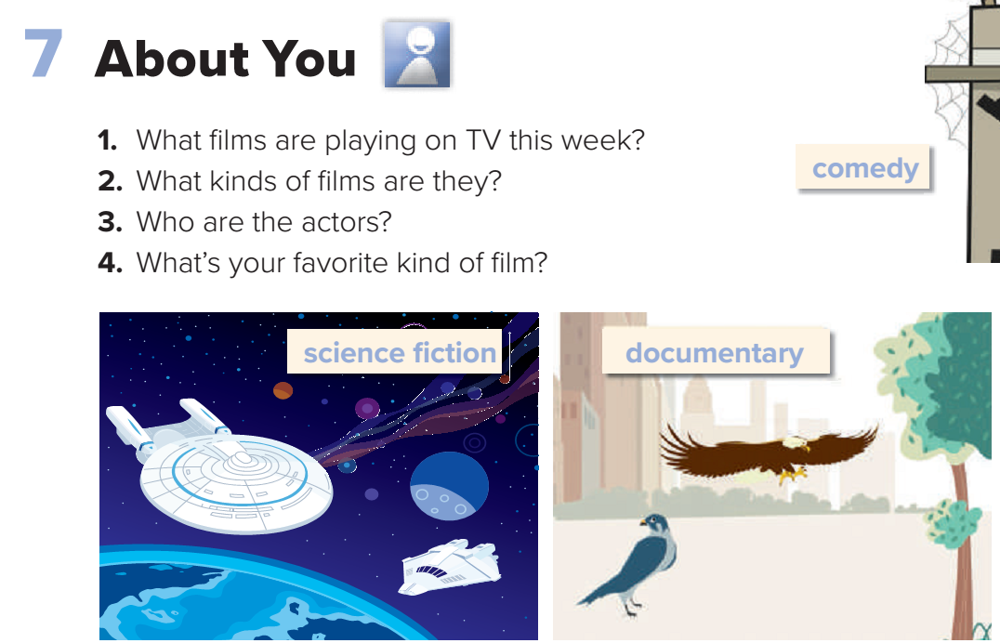 7 About You
1. What films are playing on TV this week?
2. What kinds of films are they?
3. Who are the actors?
4. What's your favorite kind of film?
comedy
science fiction
documentary